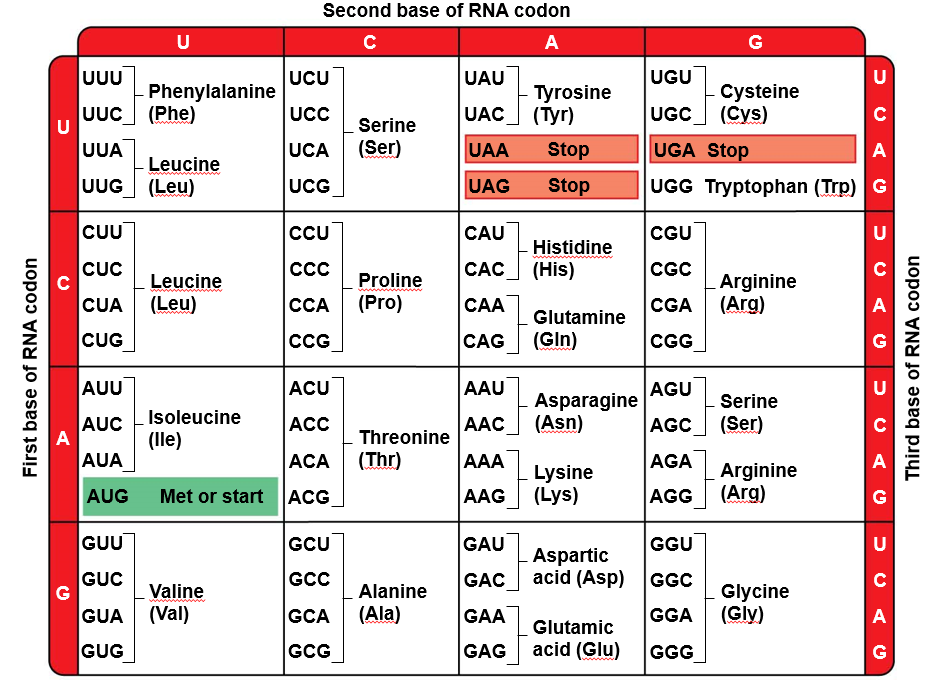 Second base of RNA codon
U C A G
First base of RNA codon
Third base of RNA codon
U
UUU
UUC
Phenylalanine
(Phe)
UUA
UUG
Leucine
(Leu)
UCU
UCC
UCA
UCG
Serine
(Ser)
UAU
UAC
Tyrosine
(Tyr)
UAA Stop
UAG Stop
UGU
UGC
Cysteine
(Cys)
UGA Stop
UGG Tryptophan (Trp)
U
C
A
G
C
CUU
CUC
CUA
CUG
Leucine
(Leu)
CCU
CCC
CCA
CCG
Proline
(Pro)
CAU
CAC
Histidine
(His)
CAA
CAG
Glutamine
(Gln)
CGU
CGC
CGA
CGG
Arginine
(Arg)
U
C
A
G
A
AUU
AUC
AUA
Isoleucine
(Ile)
AUG Met or start
ACU
ACC
ACA
ACG
Threonine
(Thr)
AAU
AAC
Asparagine
(Asn)
AAA
AAG
Lysine
(Lys)
AGU
AGC
Serine
(Ser)
AGA
AGG
Arginine
(Arg)
U
C
A
G
G
GUU
GUC
GUA
GUG
Valine
(Val)
GCU
GCC
GCA
GCG
Alanine
(Ala)
GAU
GAC
Aspartic
acid (Asp)
GAA
GAG
Glutamic
acid (Glu)
GGU
GGC
GGA
GGG
Glycine
(Gly)
U
C
A
G